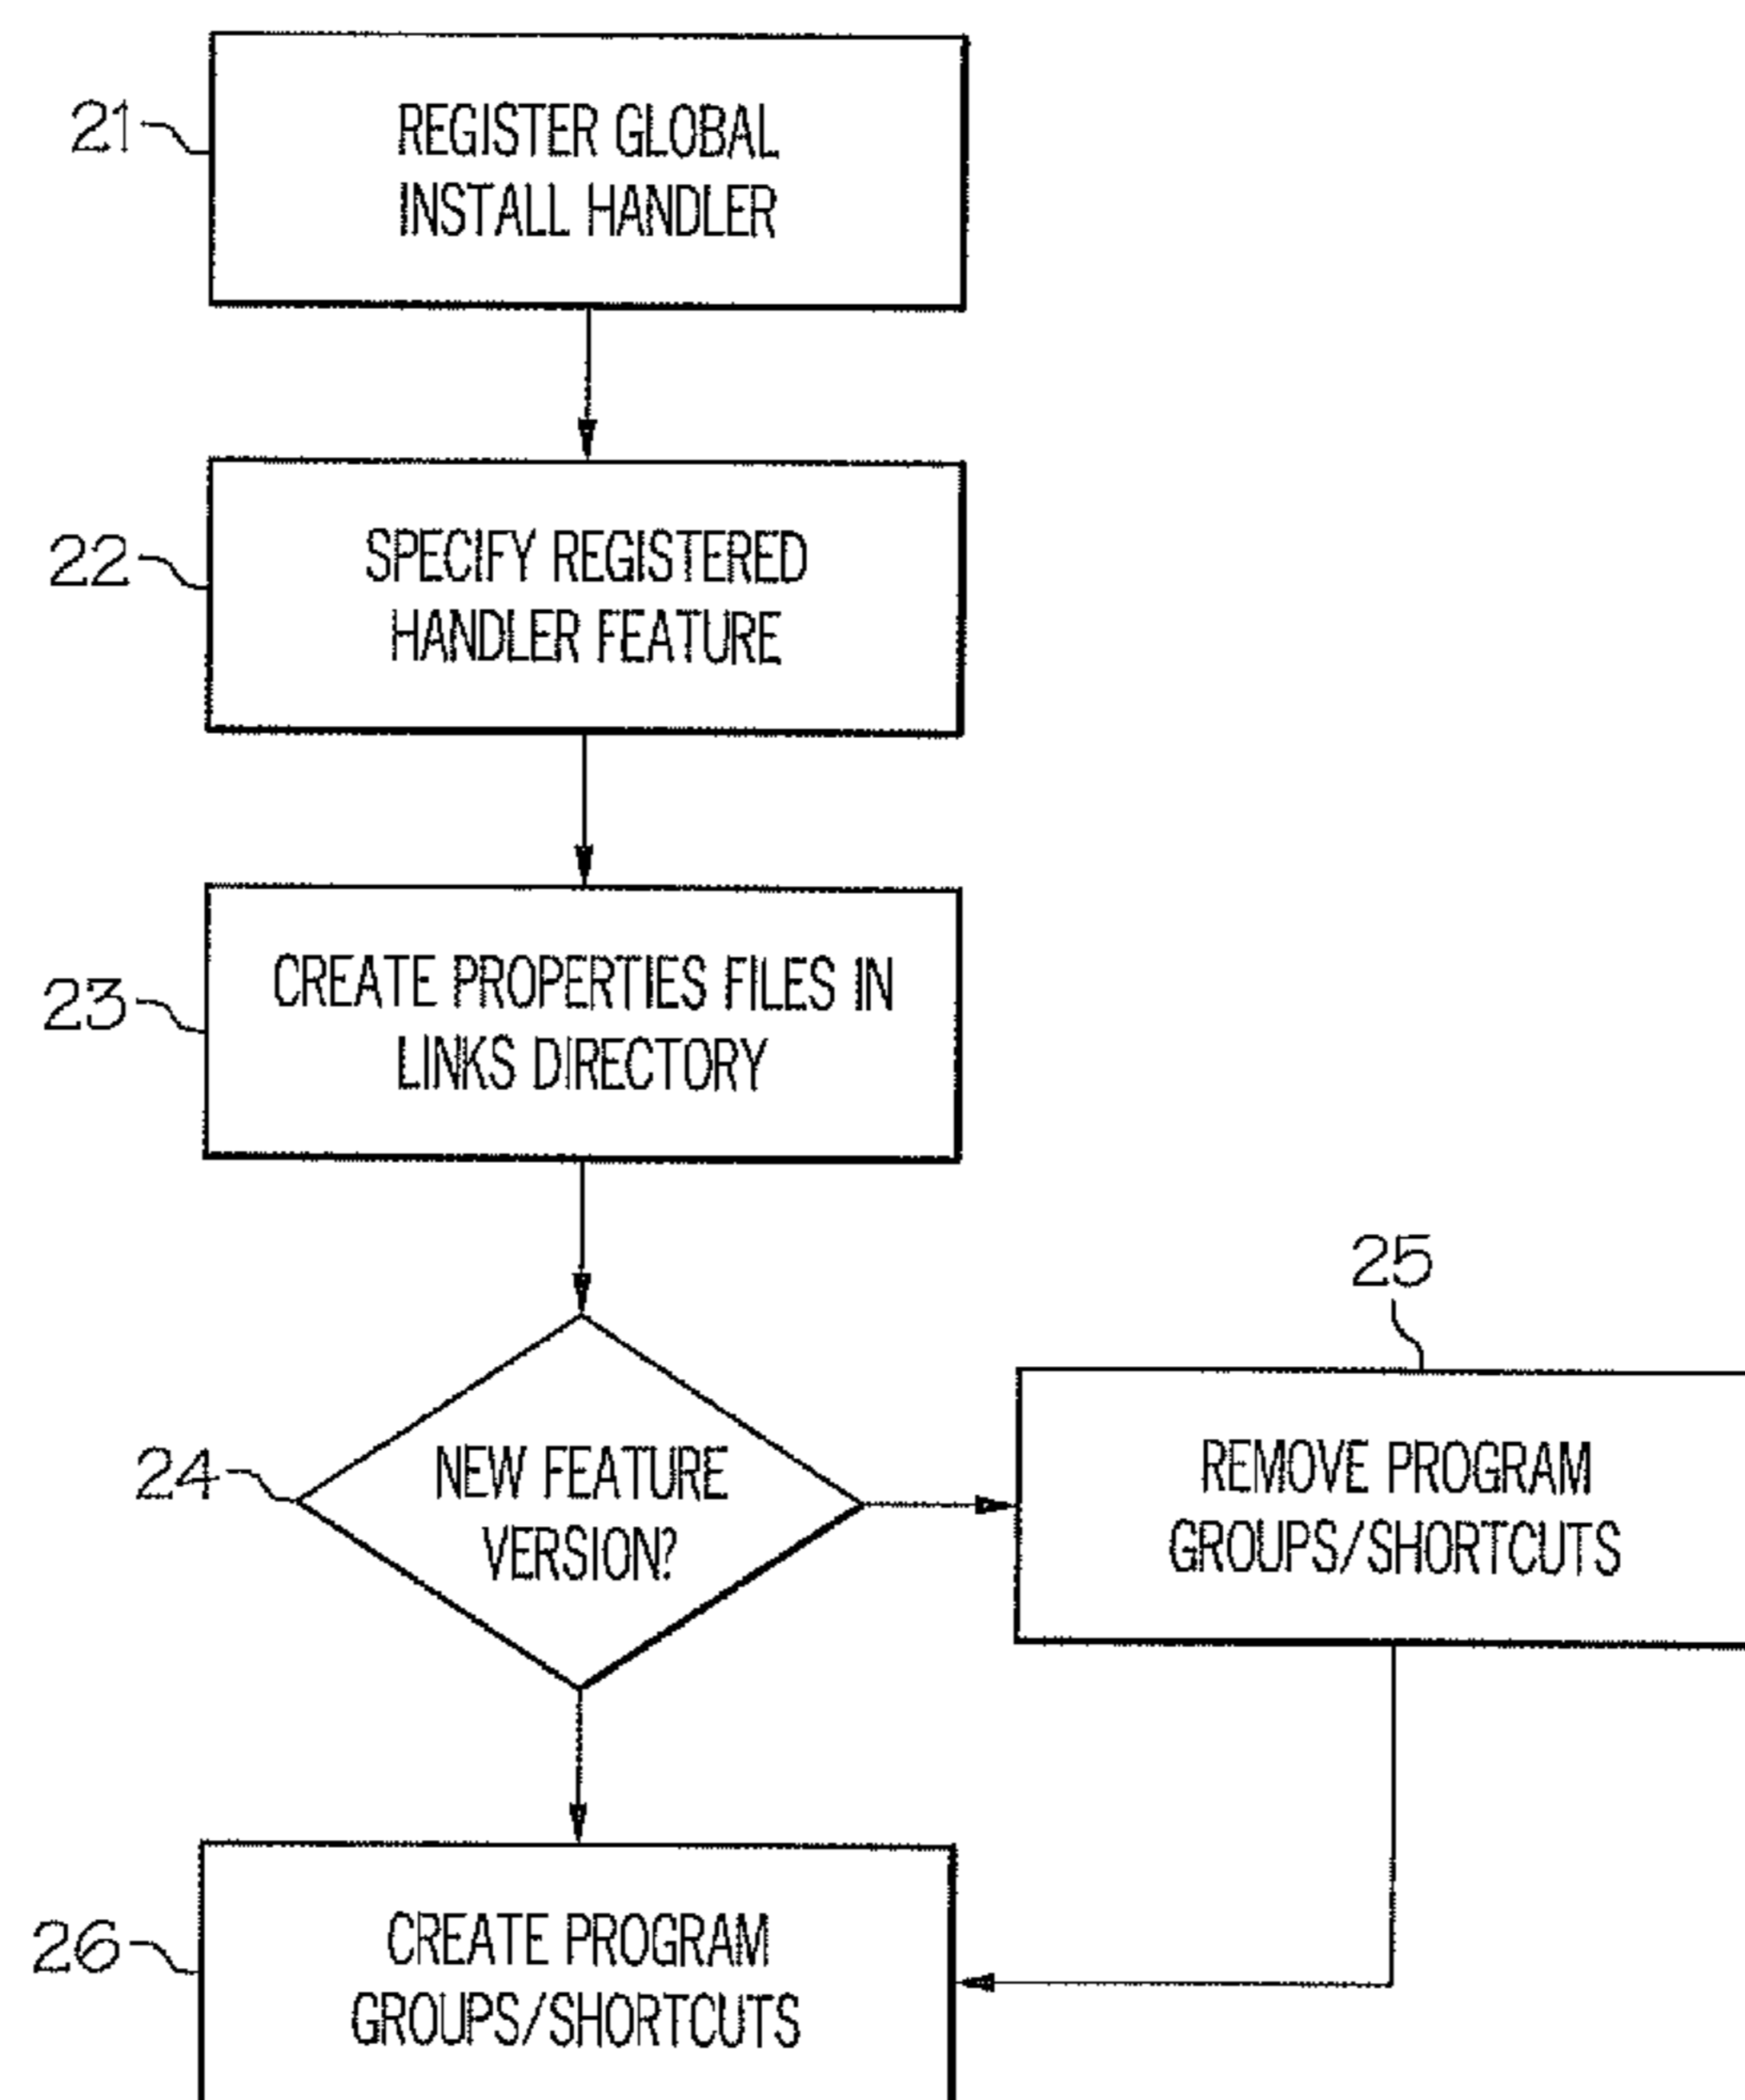 21
REGISTER GLOBAL
INSTALL HANDLER
22
SPECIFY REGISTERED
HANDLER FEATURE
23
CREATE PROPERTIES FILES IN
LINKS DIRECTORY
24
NEW FEATURE
VERSION?
25
REMOVE PROGRAM
GROUPS/SHORTCUTS
26
CREATE PROGRAM
GROUPS/SHORTCUTS